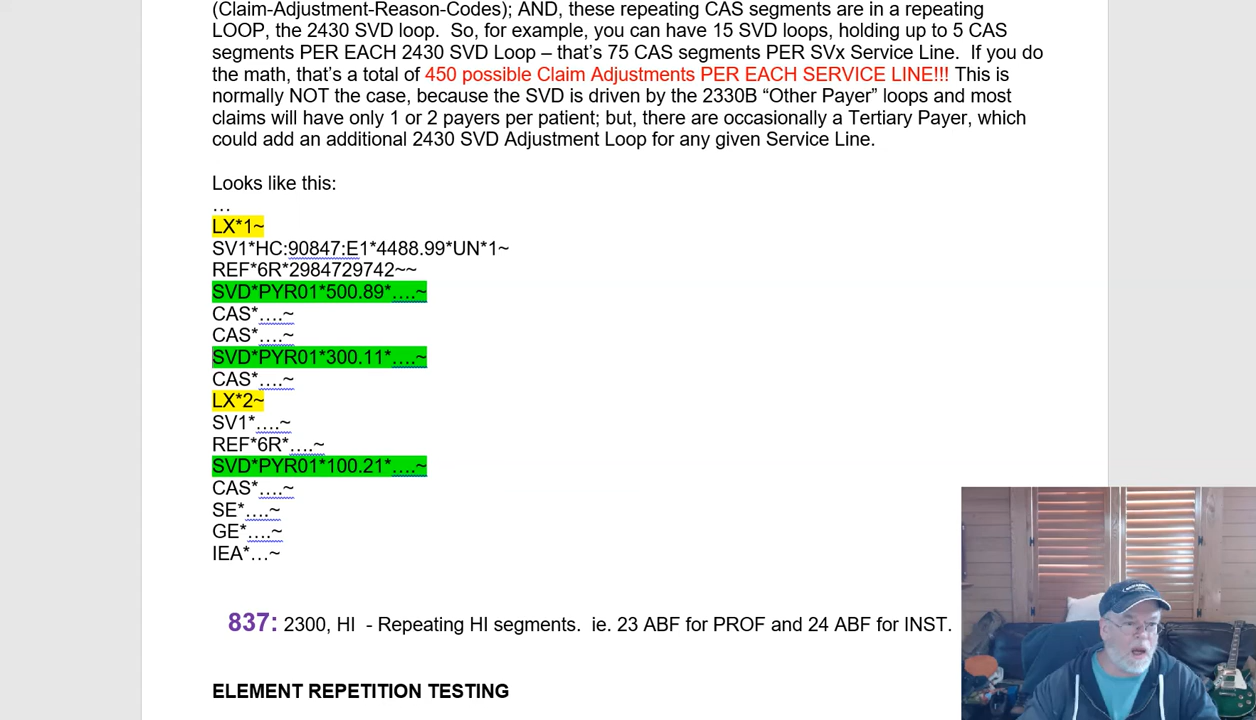 (Claim-Adjustment-Reason-Codes); AND, these repeating CAS segments are in a repeating
LOOP, the 2430 SVD loop.  So, for example, you can have 15 SVD loops, holding up to 5 CAS
segments PER EACH 2430 SVD Loop – that's 75 CAS segments PER SVx Service Line.  If you do
the math, that's a total of 450 possible Claim Adjustments PER EACH SERVICE LINE!!! This is
normally NOT the case, because the SVD is driven by the 2330B “Other Payer” loops and most
claims will have only 1 or 2 payers per patient; but, there are occasionally a Tertiary Payer, which
could add an additional 2430 SVD Adjustment Loop for any given Service Line.
Looks like this:
…
LX*1~
SV1*HC:90847:E1*4488.99*UN*1~
REF*6R*2984729742~~
SVD*PYR01*500.89*….~
CAS*….~
CAS*….~
SVD*PYR01*300.11*….~
CAS*….~
LX*2~
SV1*….~
REF*6R*….~
SVD*PYR01*100.21*….~
CAS*….~
SE*….~
GE*….~
IEA*…~
837: 2300, HI  - Repeating HI segments.  ie. 23 ABF for PROF and 24 ABF for INST.
ELEMENT REPETITION TESTING